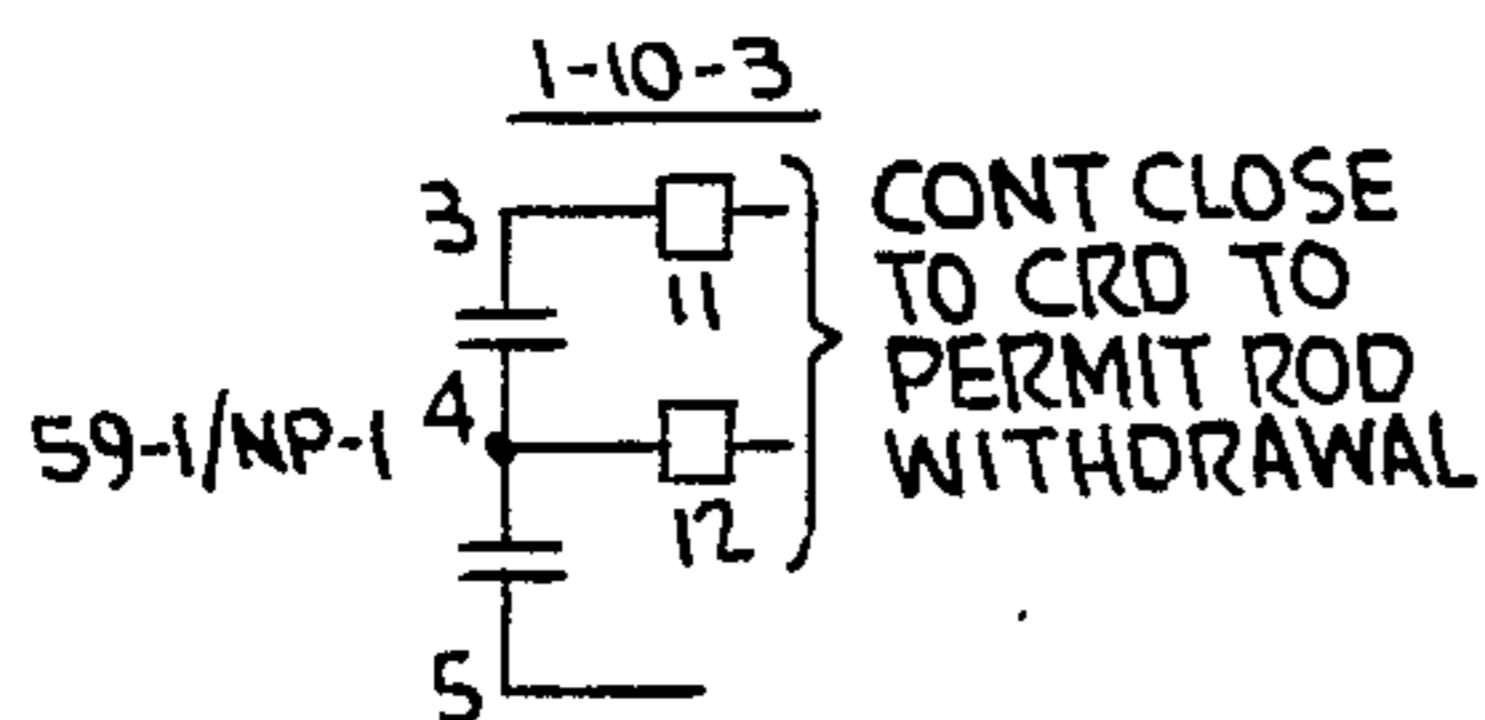 1-10-3
3
11
4
59-1/NP-1
12
5
CONT CLOSE
TO CRD TO
PERMIT ROD
WITHDRAWAL